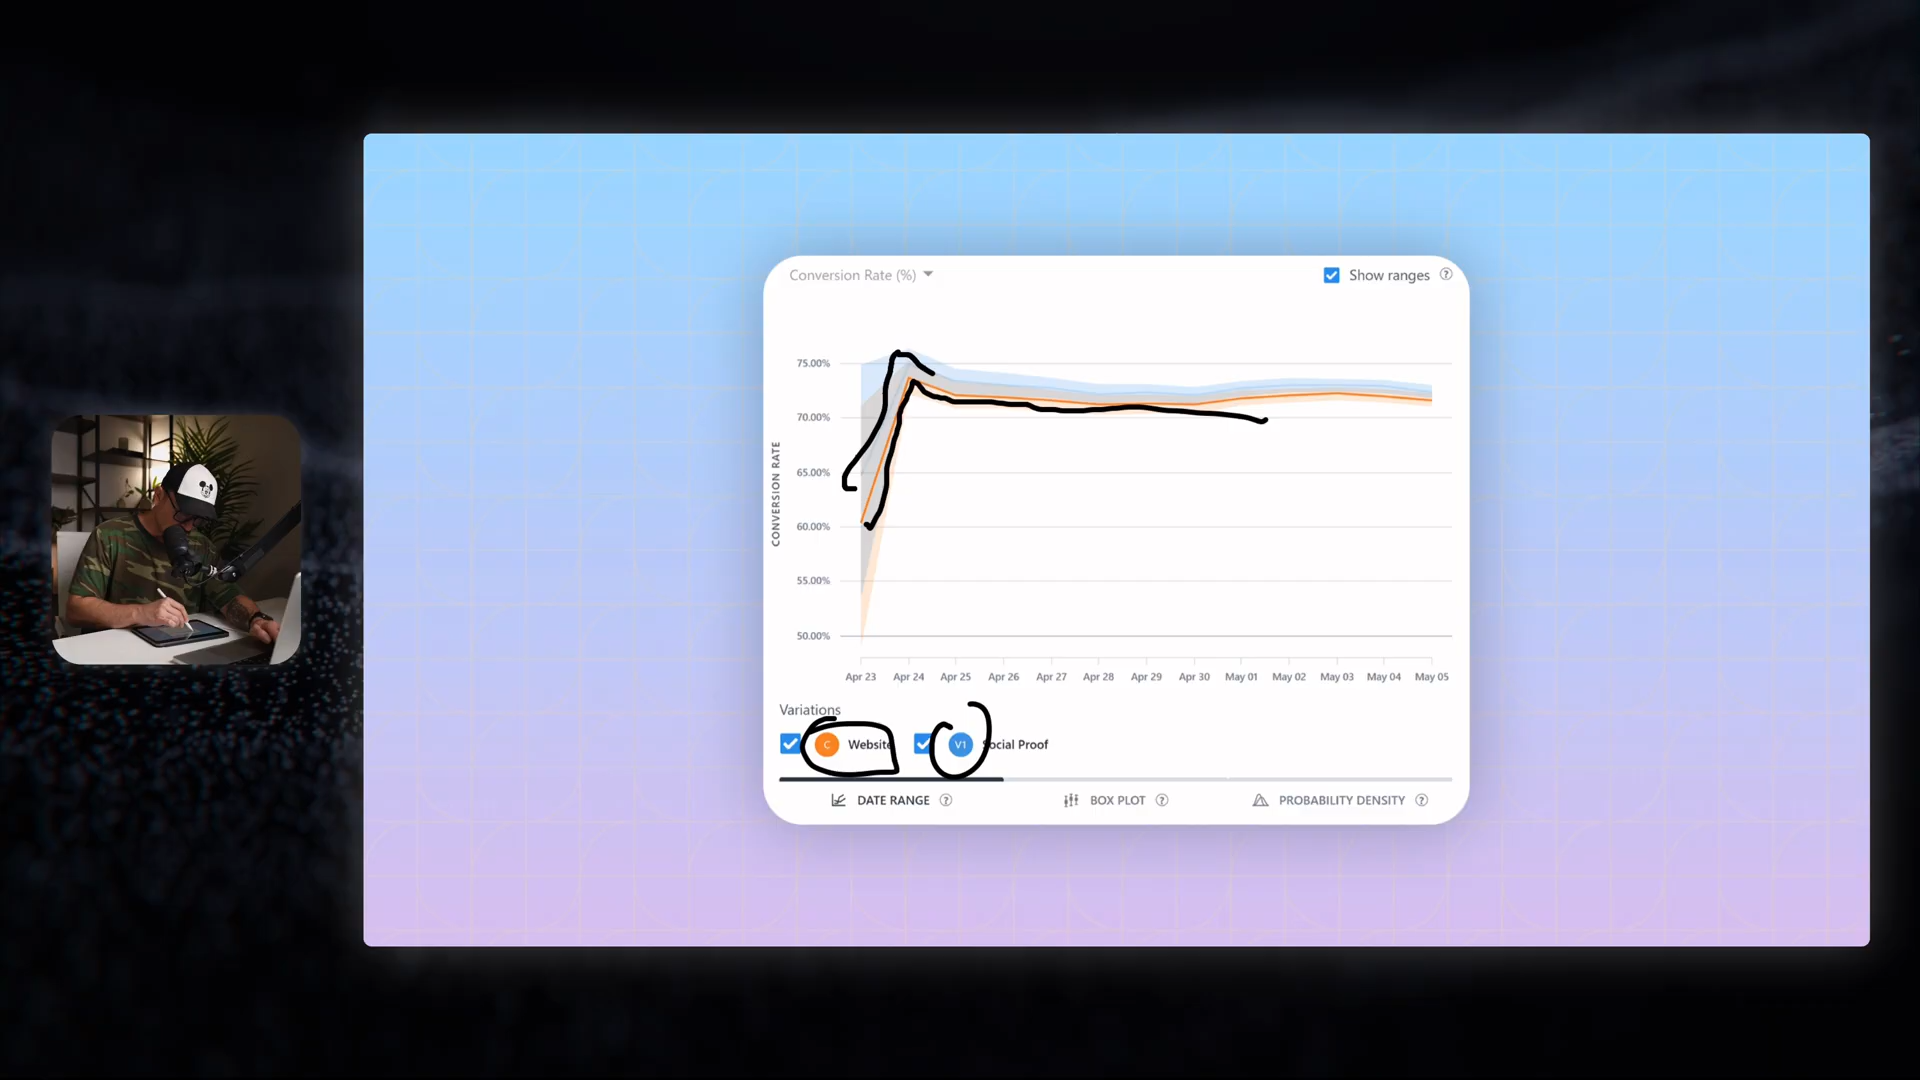 Conversion Rate (%)
Show ranges ?
75.00%
70.00%
65.00%
60.00%
55.00%
50.00%
CONVERSION RATE
Apr 23 Apr 24 Apr 25 Apr 26 Apr 27 Apr 28 Apr 29 Apr 30 May 01 May 02 May 03 May 04 May 05
Variations
C Website V1 Social Proof
DATE RANGE ? BOX PLOT ? PROBABILITY DENSITY ?